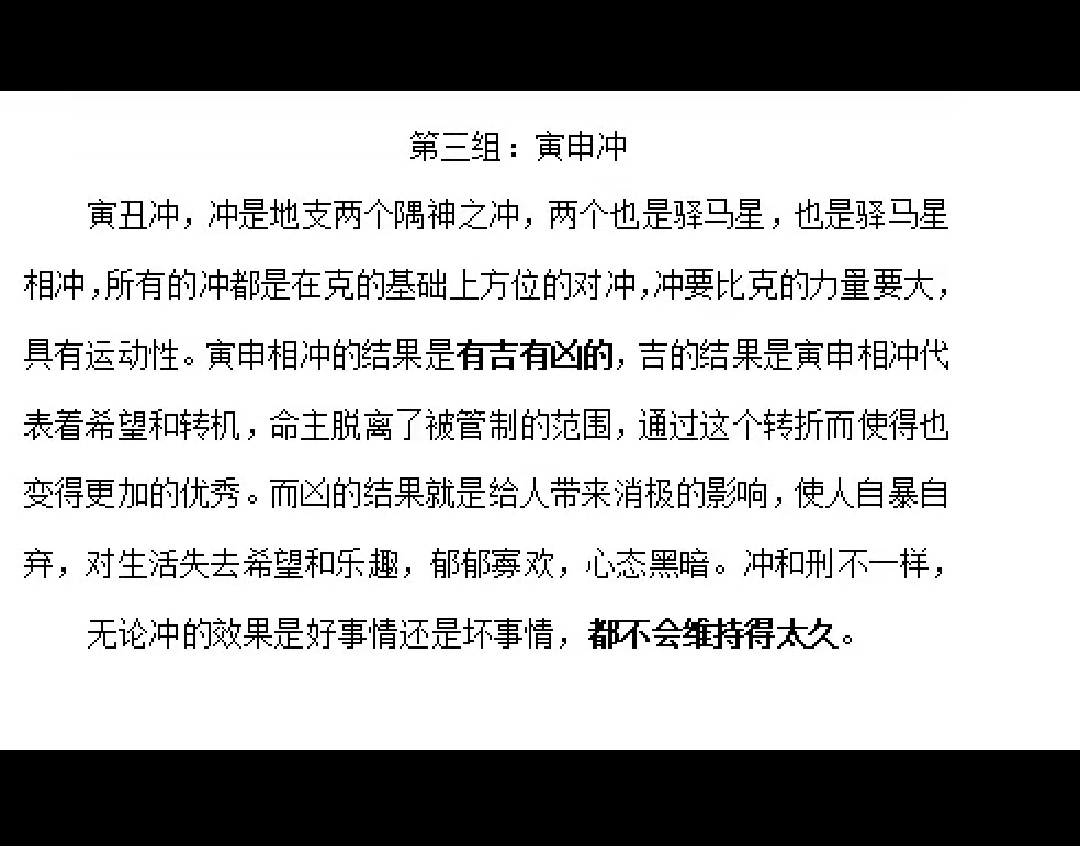 第三组：寅申冲
寅丑冲，冲是地支两个隅神之冲，两个也是驿马星，也是驿马星
相冲，所有的冲都是在克的基础上方位的对冲，冲要比克的力量要大，
具有运动性。寅申相冲的结果是有吉有凶的，吉的结果是寅申相冲代
表着希望和转机，命主脱离了被管制的范围，通过这个转折而使得也
变得更加的优秀。而凶的结果就是给人带来消极的影响，使人自暴自
弃，对生活失去希望和乐趣，郁郁寡欢，心态黑暗。冲和刑不一样，
无论冲的效果是好事情还是坏事情，都不会维持得太久。